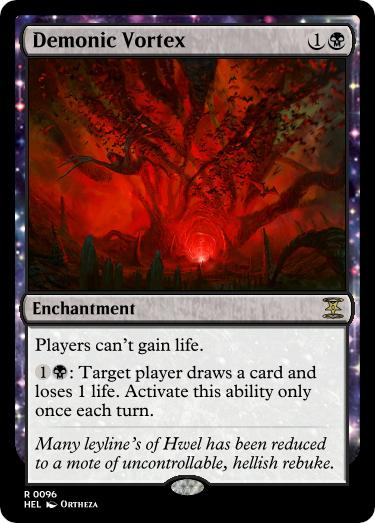 Demonic Vortex 1
Enchantment
Players can't gain life.
1 : Target player draws a card and
loses 1 life. Activate this ability only
once each turn.
Many leyline's of Hwel has been reduced
to a mote of uncontrollable, hellish rebuke.
R 0096
HEL Ortheza